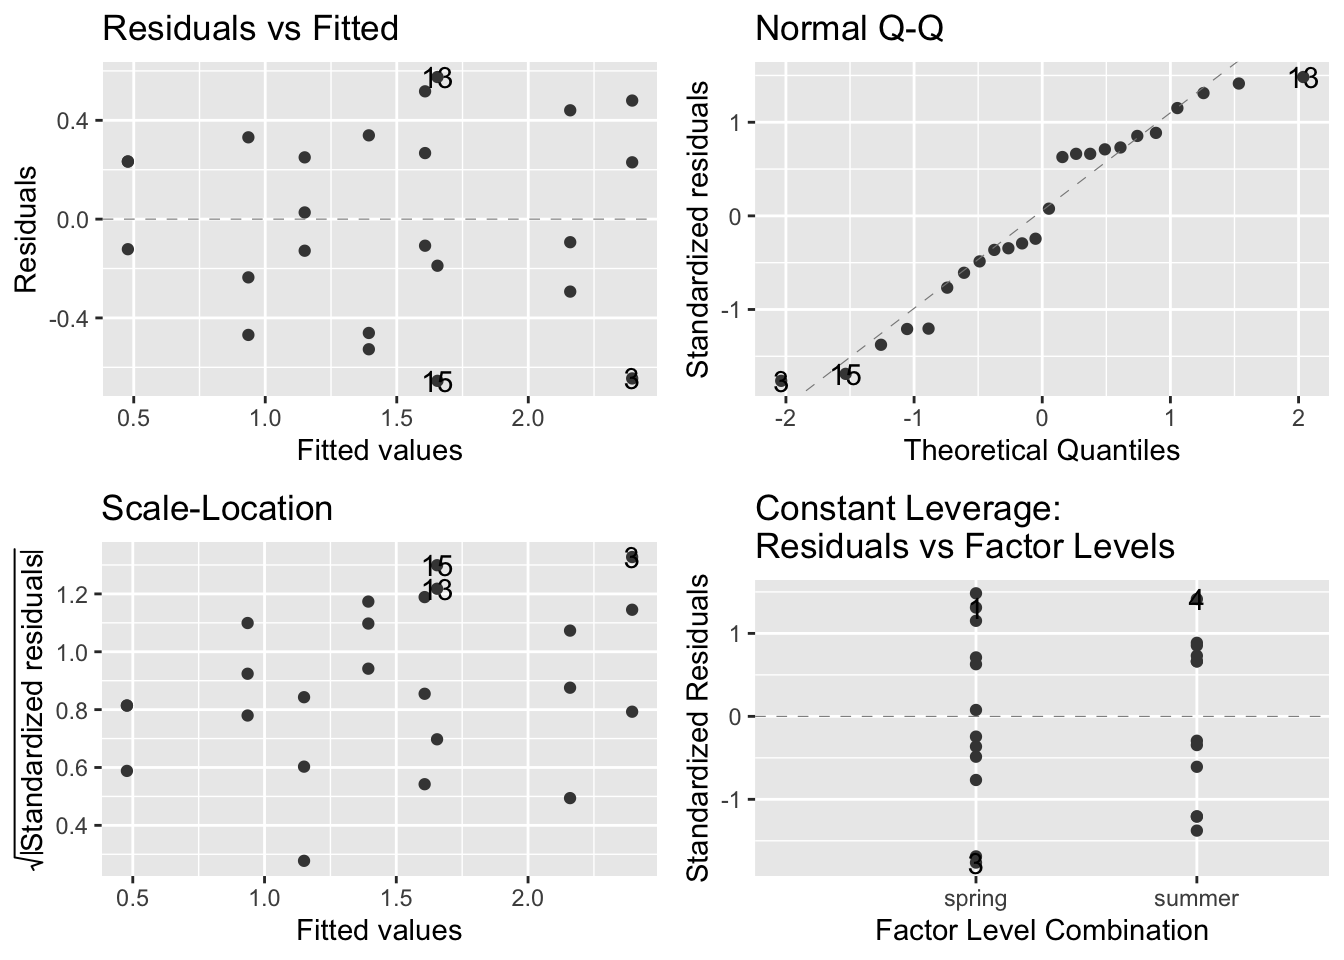 Residuals vs Fitted
Residuals
0.4
0.0
-0.4
13
15
3
0.5 1.0 1.5 2.0
Fitted values
Normal Q-Q
Standardized residuals
1
0
-1
13
15
3
-2 -1 0 1 2
Theoretical Quantiles
Scale-Location
√|Standardized residuals|
1.2
1.0
0.8
0.6
0.4
15
13
3
0.5 1.0 1.5 2.0
Fitted values
Constant Leverage:
Residuals vs Factor Levels
Standardized Residuals
1
0
-1
1
4
3
spring summer
Factor Level Combination